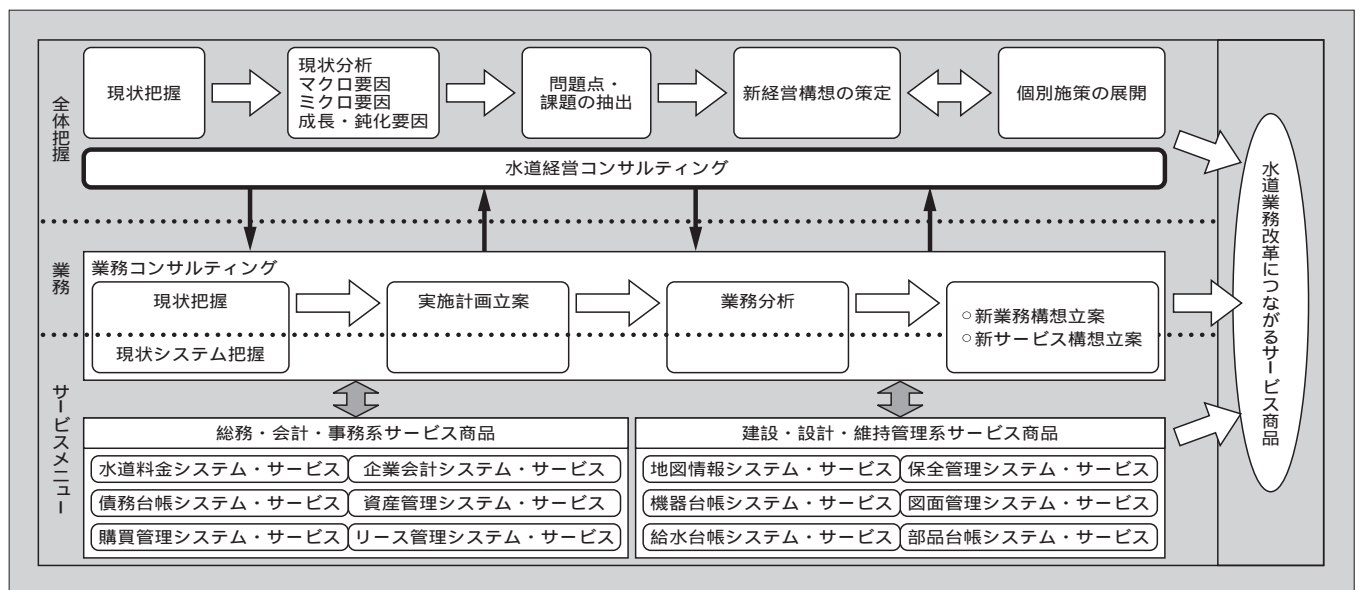 全体把握
現状把握
現状分析
マクロ要因
ミクロ要因
成長・鈍化要因
問題点・
課題の抽出
新経営構想の策定
個別施策の展開
水道経営コンサルティング
業務
業務コンサルティング
現状把握
現状システム把握
実施計画立案
業務分析
○新業務構想立案
○新サービス構想立案
サービスメニュー
総務・会計・事務系サービス商品
水道料金システム・サービス
企業会計システム・サービス
債務台帳システム・サービス
資産管理システム・サービス
購買管理システム・サービス
リース管理システム・サービス
建設・設計・維持管理系サービス商品
地図情報システム・サービス
保全管理システム・サービス
機器台帳システム・サービス
図面管理システム・サービス
給水台帳システム・サービス
部品台帳システム・サービス
水道業務改革につながるサービス商品